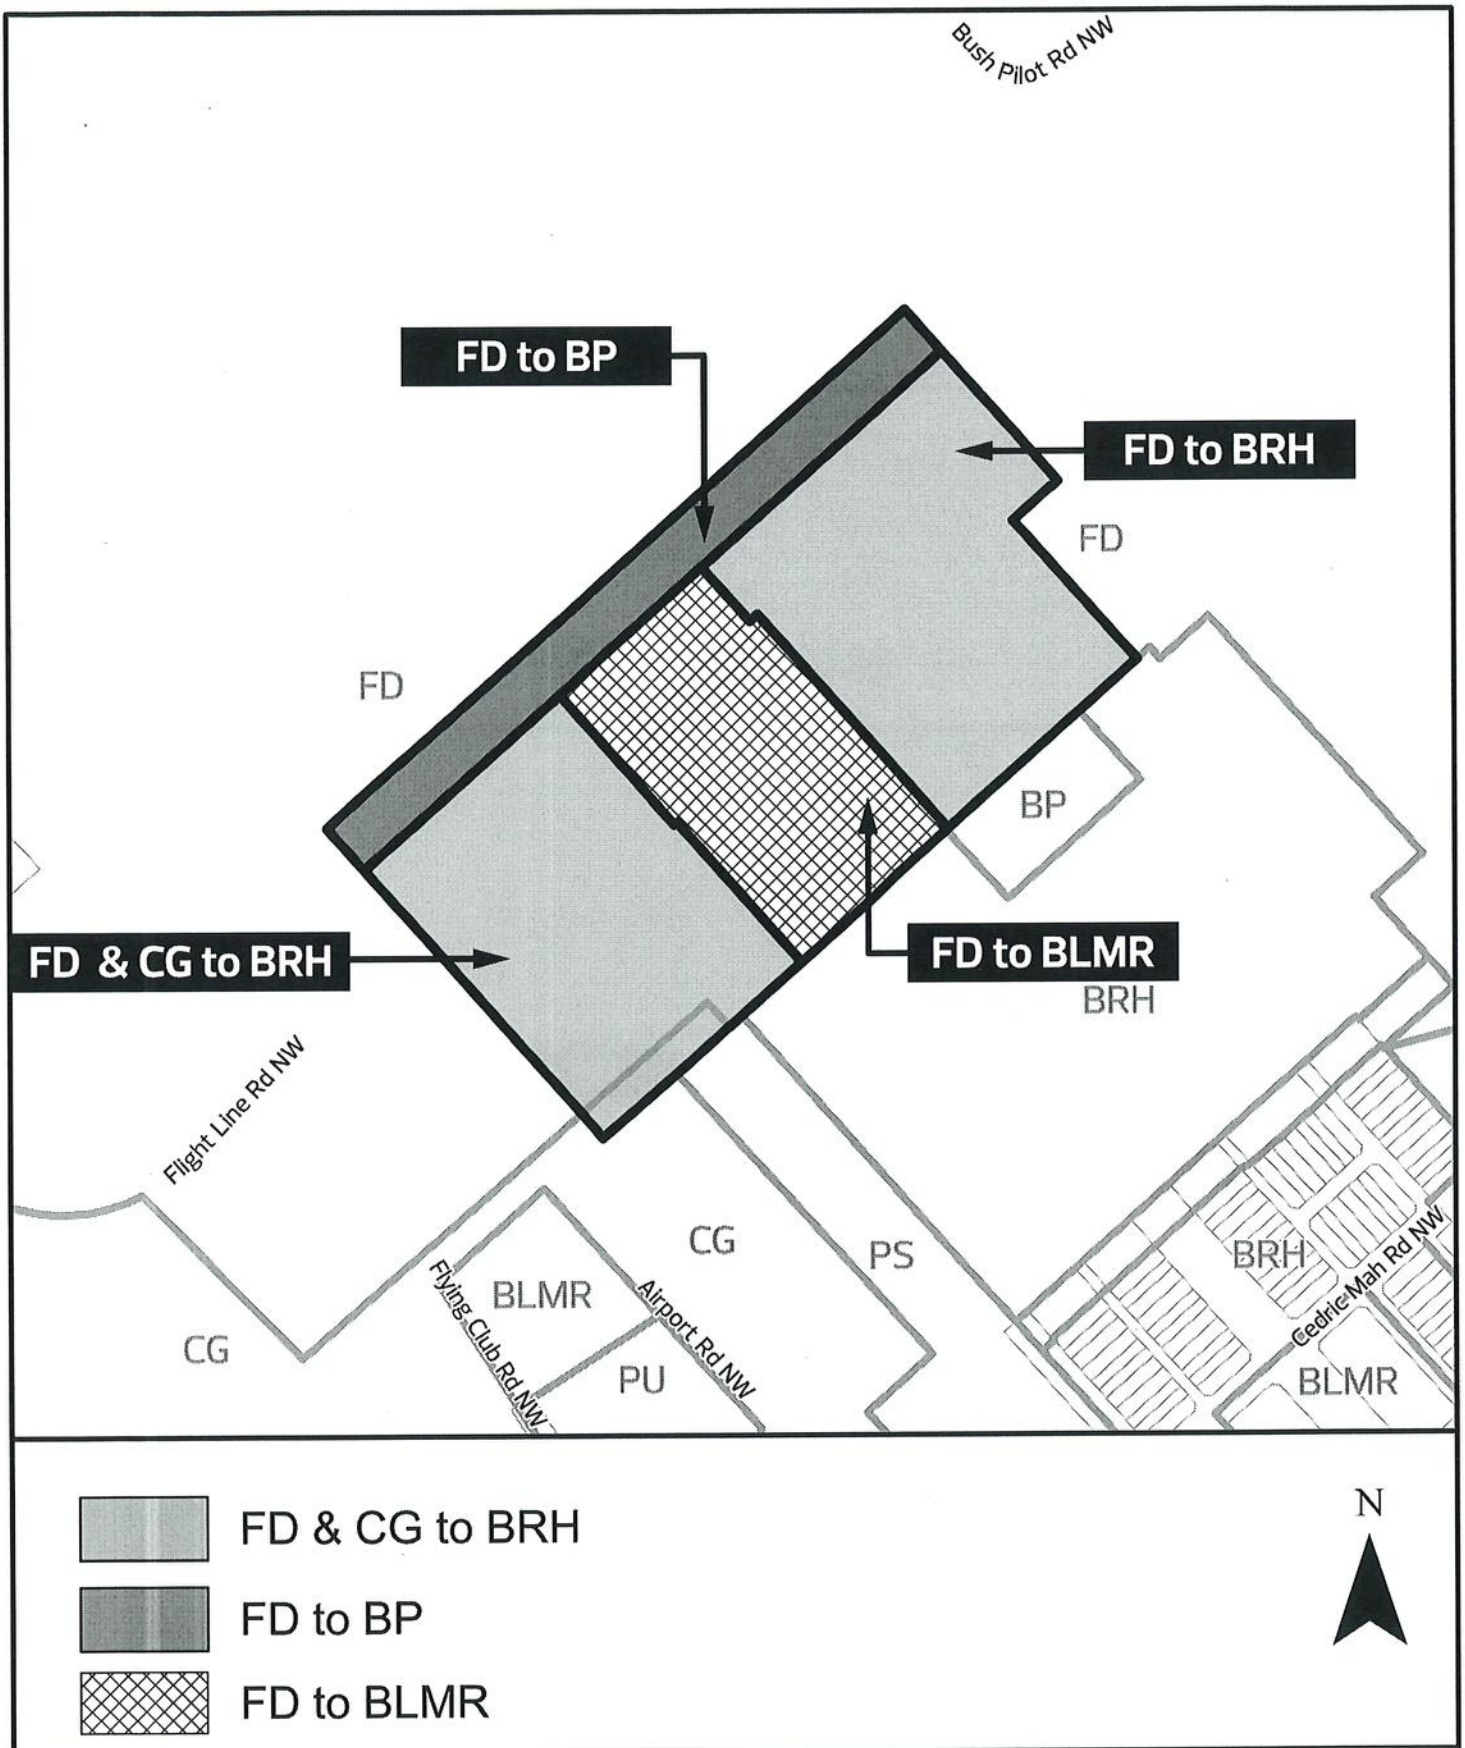 Bush Pilot Rd NW
FD to BP
FD to BRH
FD
FD
BP
FD & CG to BRH
FD to BLMR
BRH
Flight Line Rd NW
CG
PS
BRH
BLMR
Flying Club Rd NW
Airport Rd NW
Cedric Mah Rd NW
CG
PU
BLMR
FD & CG to BRH
N
FD to BP
FD to BLMR